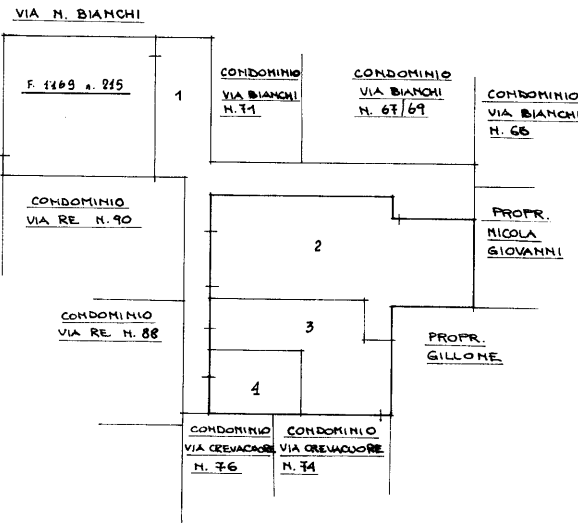 VIA N. BIANCHI
F. 1169 n. 215
1
CONDOMINIO
VIA BIANCHI
N. 71
CONDOMINIO
VIA BIANCHI
N. 67/69
CONDOMINIO
VIA BIANCHI
N. 65
CONDOMINIO
VIA RE N. 90
2
PROPR.
NICOLA
GIOVANNI
CONDOMINIO
VIA RE N. 88
3
PROPR.
GILLONE
4
CONDOMINIO
VIA CREVACUORE
N. 76
CONDOMINIO
VIA CREVACUORE
N. 74